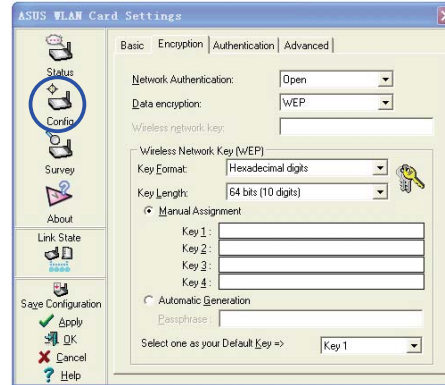 ASUS WLAN Card Settings
Status
Config
Survey
About
Link State
Save Configuration
Apply
OK
Cancel
Help
Basic Encryption Authentication Advanced
Network Authentication: Open
Data encryption: WEP
Wireless network key:
Wireless Network Key (WEP)
Key Format: Hexadecimal digits
Key Length: 64 bits (10 digits)
Manual Assignment
Key 1 :
Key 2 :
Key 3 :
Key 4 :
Automatic Generation
Passphrase :
Select one as your Default Key => Key 1